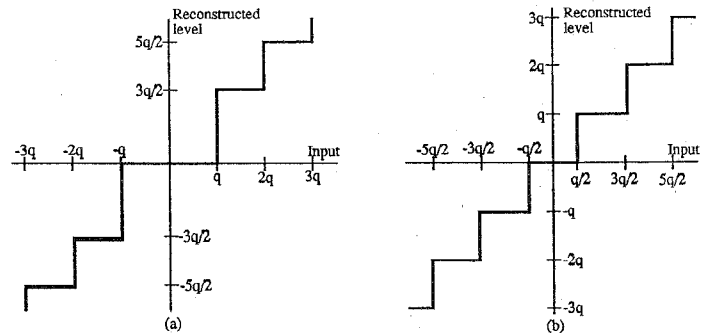 Reconstructed
level
5q/2
3q/2
-3q
-2q
-q
Input
q
2q
3q
-3q/2
-5q/2
(a)
3q
Reconstructed
level
2q
q
-5q/2
-3q/2
-q/2
Input
q/2
3q/2
5q/2
-q
-2q
-3q
(b)